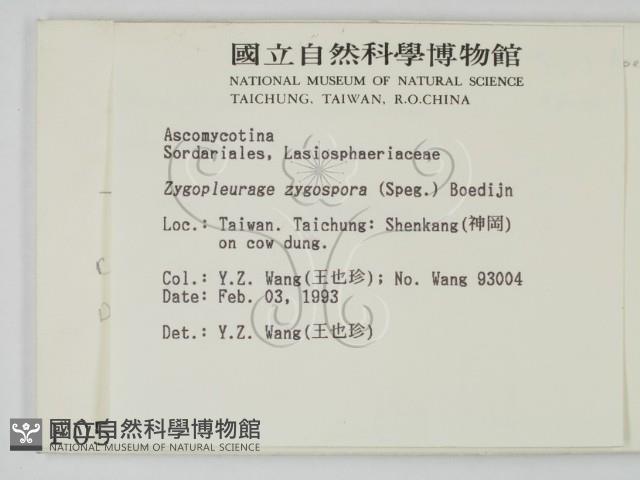 國立自然科學博物館
NATIONAL MUSEUM OF NATURAL SCIENCE
TAICHUNG, TAIWAN, R.O.CHINA
Ascomycotina
Sordariales, Lasiosphaeriaceae
Zygopleurage zygospora (Speg.) Boedijn
Loc.: Taiwan. Taichung: Shenkang(神岡)
on cow dung.
Col.: Y.Z. Wang(王也珍); No. Wang 93004
Date: Feb. 03, 1993
Det.: Y.Z. Wang(王也珍)
國立自然科學博物館
NATIONAL MUSEUM OF NATURAL SCIENCE